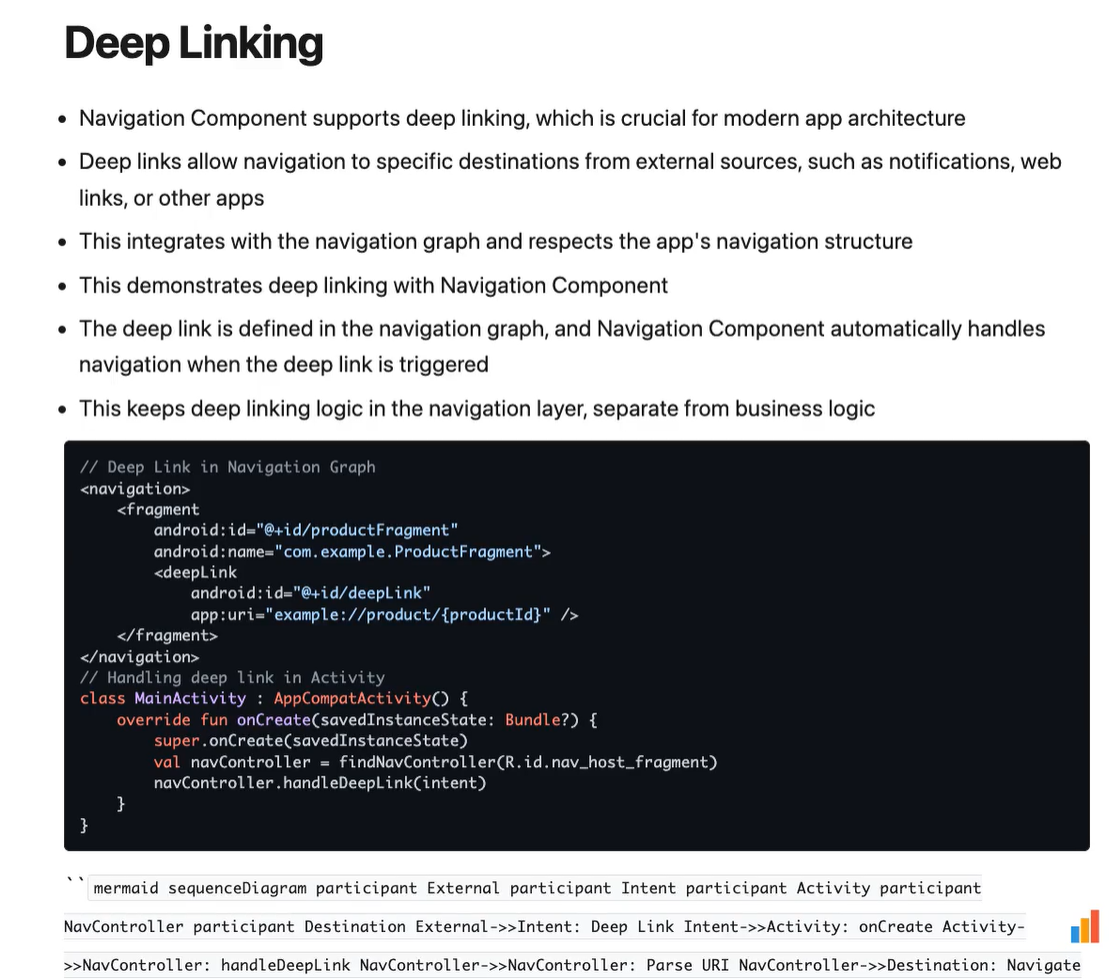 Deep Linking
• Navigation Component supports deep linking, which is crucial for modern app architecture
• Deep links allow navigation to specific destinations from external sources, such as notifications, web
links, or other apps
• This integrates with the navigation graph and respects the app's navigation structure
• This demonstrates deep linking with Navigation Component
• The deep link is defined in the navigation graph, and Navigation Component automatically handles
navigation when the deep link is triggered
• This keeps deep linking logic in the navigation layer, separate from business logic
// Deep Link in Navigation Graph
<navigation>
    <fragment
        android:id="@+id/productFragment"
        android:name="com.example.ProductFragment">
        <deepLink
            android:id="@+id/deepLink"
            app:uri="example://product/{productId}" />
    </fragment>
</navigation>
// Handling deep link in Activity
class MainActivity : AppCompatActivity() {
    override fun onCreate(savedInstanceState: Bundle?) {
        super.onCreate(savedInstanceState)
        val navController = findNavController(R.id.nav_host_fragment)
        navController.handleDeepLink(intent)
    }
}
`` mermaid sequenceDiagram participant External participant Intent participant Activity participant
NavController participant Destination External->>Intent: Deep Link Intent->>Activity: onCreate Activity-
>>NavController: handleDeepLink NavController->>NavController: Parse URI NavController->>Destination: Navigate